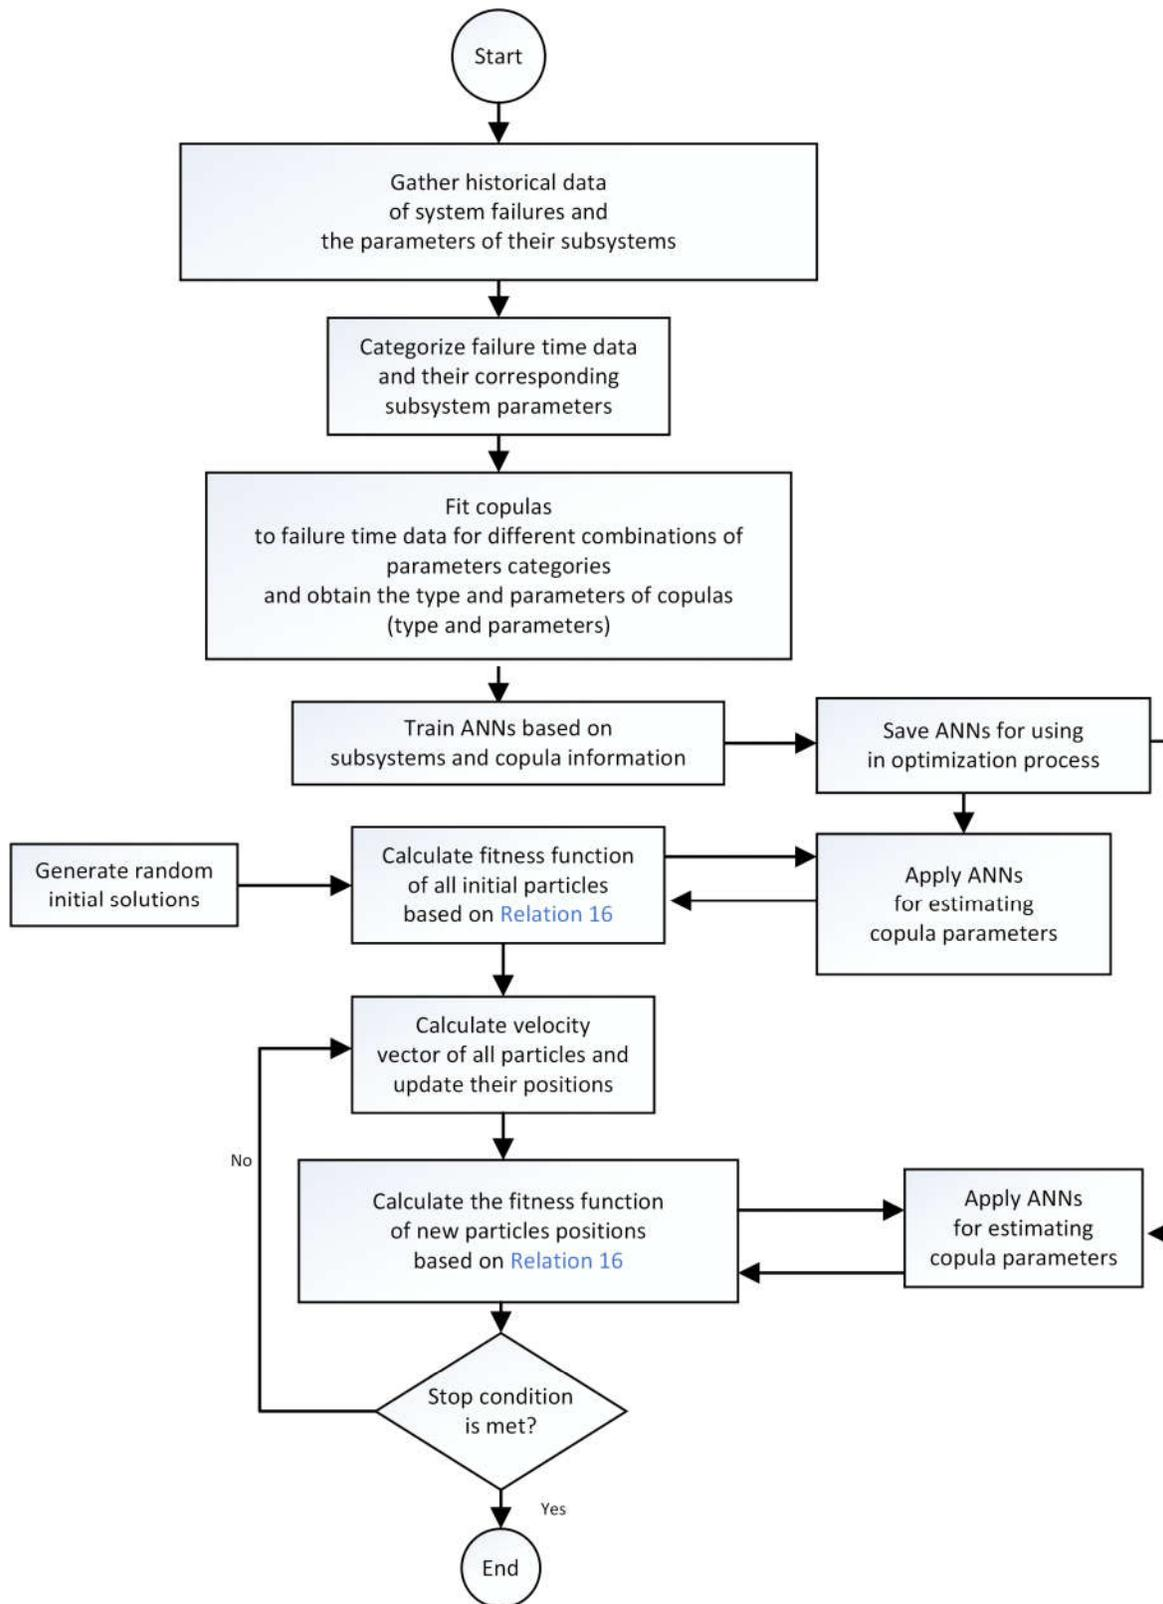 Start
Gather historical data
of system failures and
the parameters of their subsystems
Categorize failure time data
and their corresponding
subsystem parameters
Fit copulas
to failure time data for different combinations of
parameters categories
and obtain the type and parameters of copulas
(type and parameters)
Train ANNs based on
subsystems and copula information
Save ANNs for using
in optimization process
Generate random
initial solutions
Calculate fitness function
of all initial particles
based on Relation 16
Apply ANNs
for estimating
copula parameters
Calculate velocity
vector of all particles and
update their positions
No
Calculate the fitness function
of new particles positions
based on Relation 16
Apply ANNs
for estimating
copula parameters
Stop condition
is met?
Yes
End